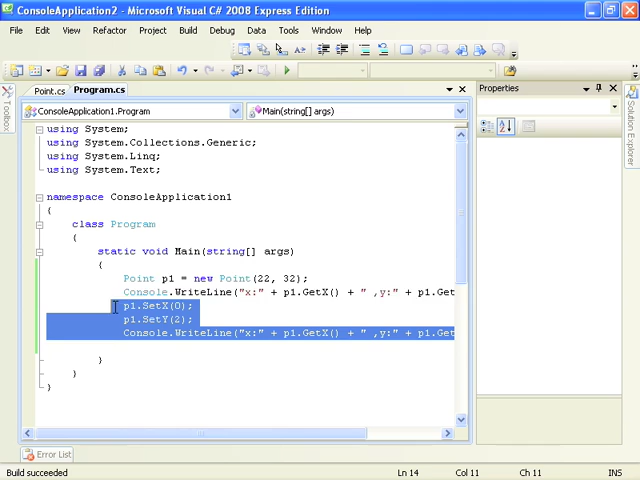 ConsoleApplication2 - Microsoft Visual C# 2008 Express Edition
File Edit View Refactor Project Build Debug Data Tools Window Help
Point.cs Program.cs
ConsoleApplication1.Program Main(string[] args)
using System;
using System.Collections.Generic;
using System.Linq;
using System.Text;
namespace ConsoleApplication1
{
class Program
{
static void Main(string[] args)
{
Point p1 = new Point(22, 32);
Console.WriteLine("x:" + p1.GetX() + " ,y:" + p1.Get
p1.SetX(0);
p1.SetY(2);
Console.WriteLine("x:" + p1.GetX() + " ,y:" + p1.Get
}
}
}
Toolbox
Properties
Solution Explorer
Error List
Build succeeded Ln 14 Col 11 Ch 11 INS